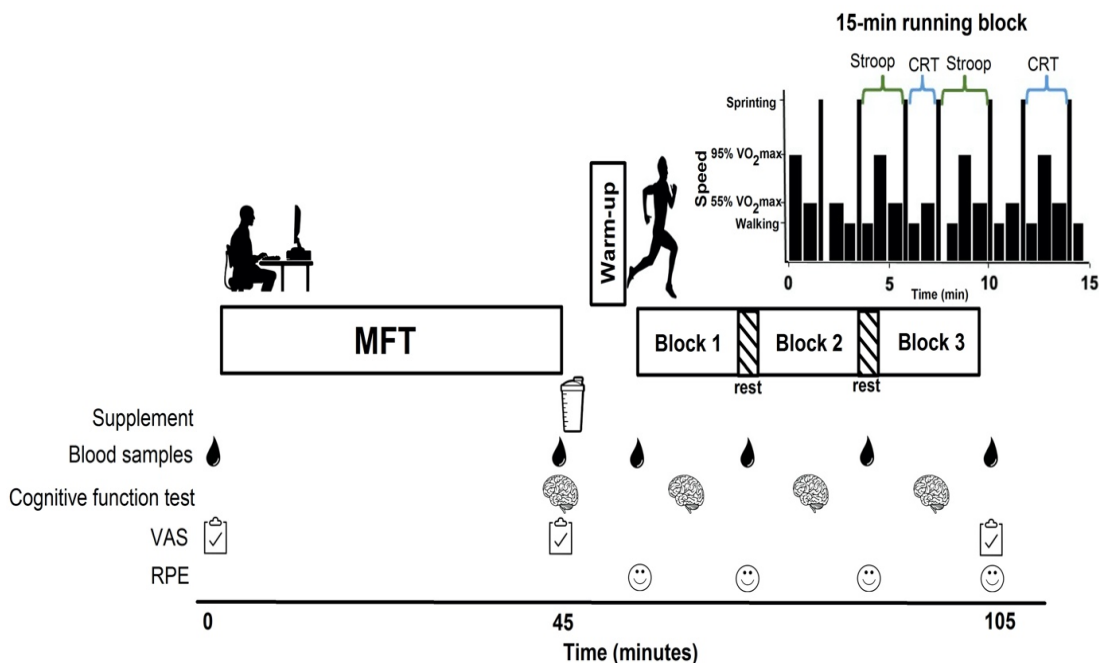 15-min running block
Stroop CRT Stroop CRT
Sprinting
95% VO2max
55% VO2max
Walking
Speed
0 5 10 15
Time (min)
Warm-up
MFT
Block 1 Block 2 Block 3
rest rest
Supplement
Blood samples
Cognitive function test
VAS
RPE
0 45 105
Time (minutes)